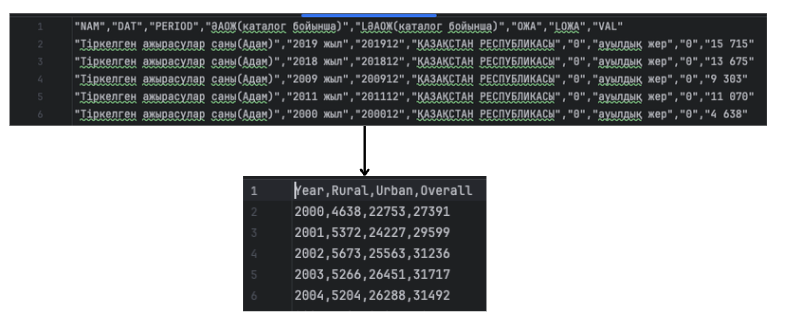 1 "NAM","DAT","PERIOD","ӘАОЖ(каталог бойынша)","LӘАОЖ(каталог бойынша)","ОЖА","LОЖА","VAL"
2 "Тіркелген ажырасулар саны(Адам)","2019 жыл","201912","ҚАЗАҚСТАН РЕСПУБЛИКАСЫ","0","ауылдық жер","0","15 715"
3 "Тіркелген ажырасулар саны(Адам)","2018 жыл","201812","ҚАЗАҚСТАН РЕСПУБЛИКАСЫ","0","ауылдық жер","0","13 675"
4 "Тіркелген ажырасулар саны(Адам)","2009 жыл","200912","ҚАЗАҚСТАН РЕСПУБЛИКАСЫ","0","ауылдық жер","0","9 303"
5 "Тіркелген ажырасулар саны(Адам)","2011 жыл","201112","ҚАЗАҚСТАН РЕСПУБЛИКАСЫ","0","ауылдық жер","0","11 070"
6 "Тіркелген ажырасулар саны(Адам)","2000 жыл","200012","ҚАЗАҚСТАН РЕСПУБЛИКАСЫ","0","ауылдық жер","0","4 638"
1 Year,Rural,Urban,Overall
2 2000,4638,22753,27391
3 2001,5372,24227,29599
4 2002,5673,25563,31236
5 2003,5266,26451,31717
6 2004,5204,26288,31492